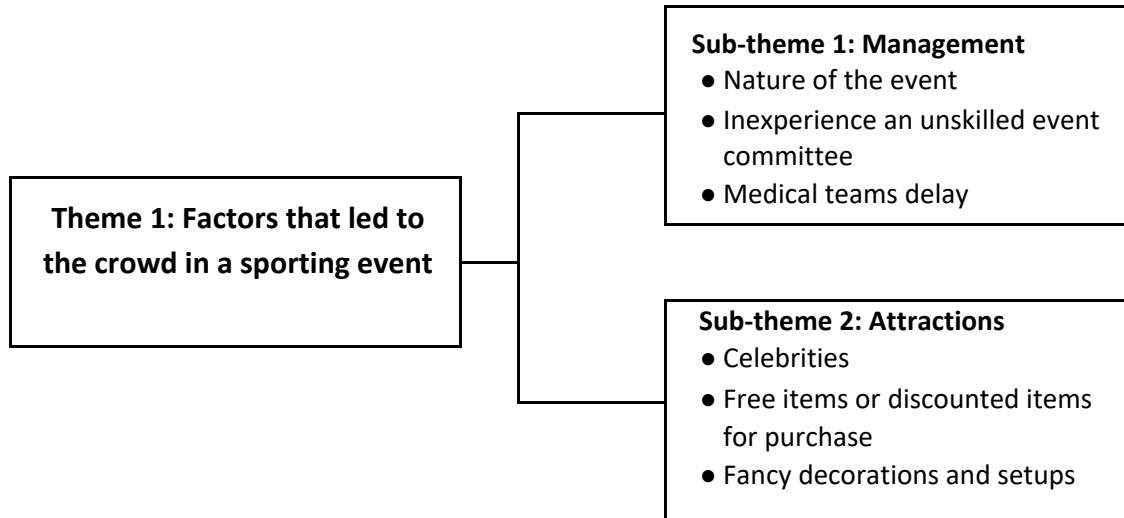 Theme 1: Factors that led to
the crowd in a sporting event
Sub-theme 1: Management
● Nature of the event
● Inexperience an unskilled event
committee
● Medical teams delay
Sub-theme 2: Attractions
● Celebrities
● Free items or discounted items
for purchase
● Fancy decorations and setups